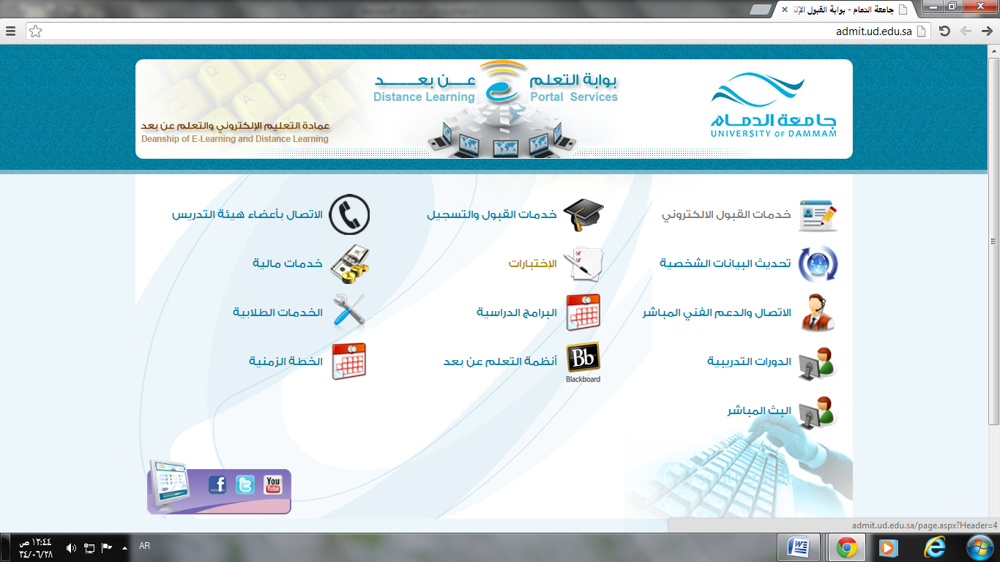 جامعة الدمام - بوابة القبول الإلـ
admit.ud.edu.sa
جامعة الدمام
UNIVERSITY OF DAMMAM
بوابة التعلم عـن بعـد
Portal Services Distance Learning
عمادة التعليم الإلكتروني والتعلم عن بعد
Deanship of E-Learning and Distance Learning
خدمات القبول الالكتروني
خدمات القبول والتسجيل
الاتصال بأعضاء هيئة التدريس
تحديث البيانات الشخصية
الإختبارات
خدمات مالية
الاتصال والدعم الفني المباشر
البرامج الدراسية
الخدمات الطلابية
الدورات التدريبية
Bb
Blackboard
أنظمة التعلم عن بعد
الخطة الزمنية
البث المباشر
You
Tube
admit.ud.edu.sa/page.aspx?Header=4
AR
١٢:٤٤ ص
٣٤/٠٦/٢٨